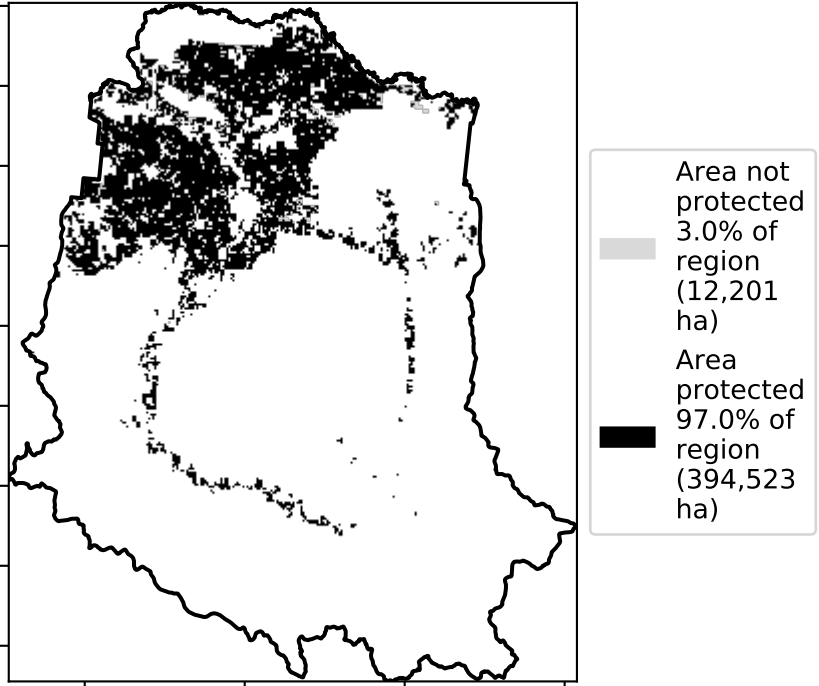 Area not
protected
3.0% of
region
(12,201
ha)
Area
protected
97.0% of
region
(394,523
ha)